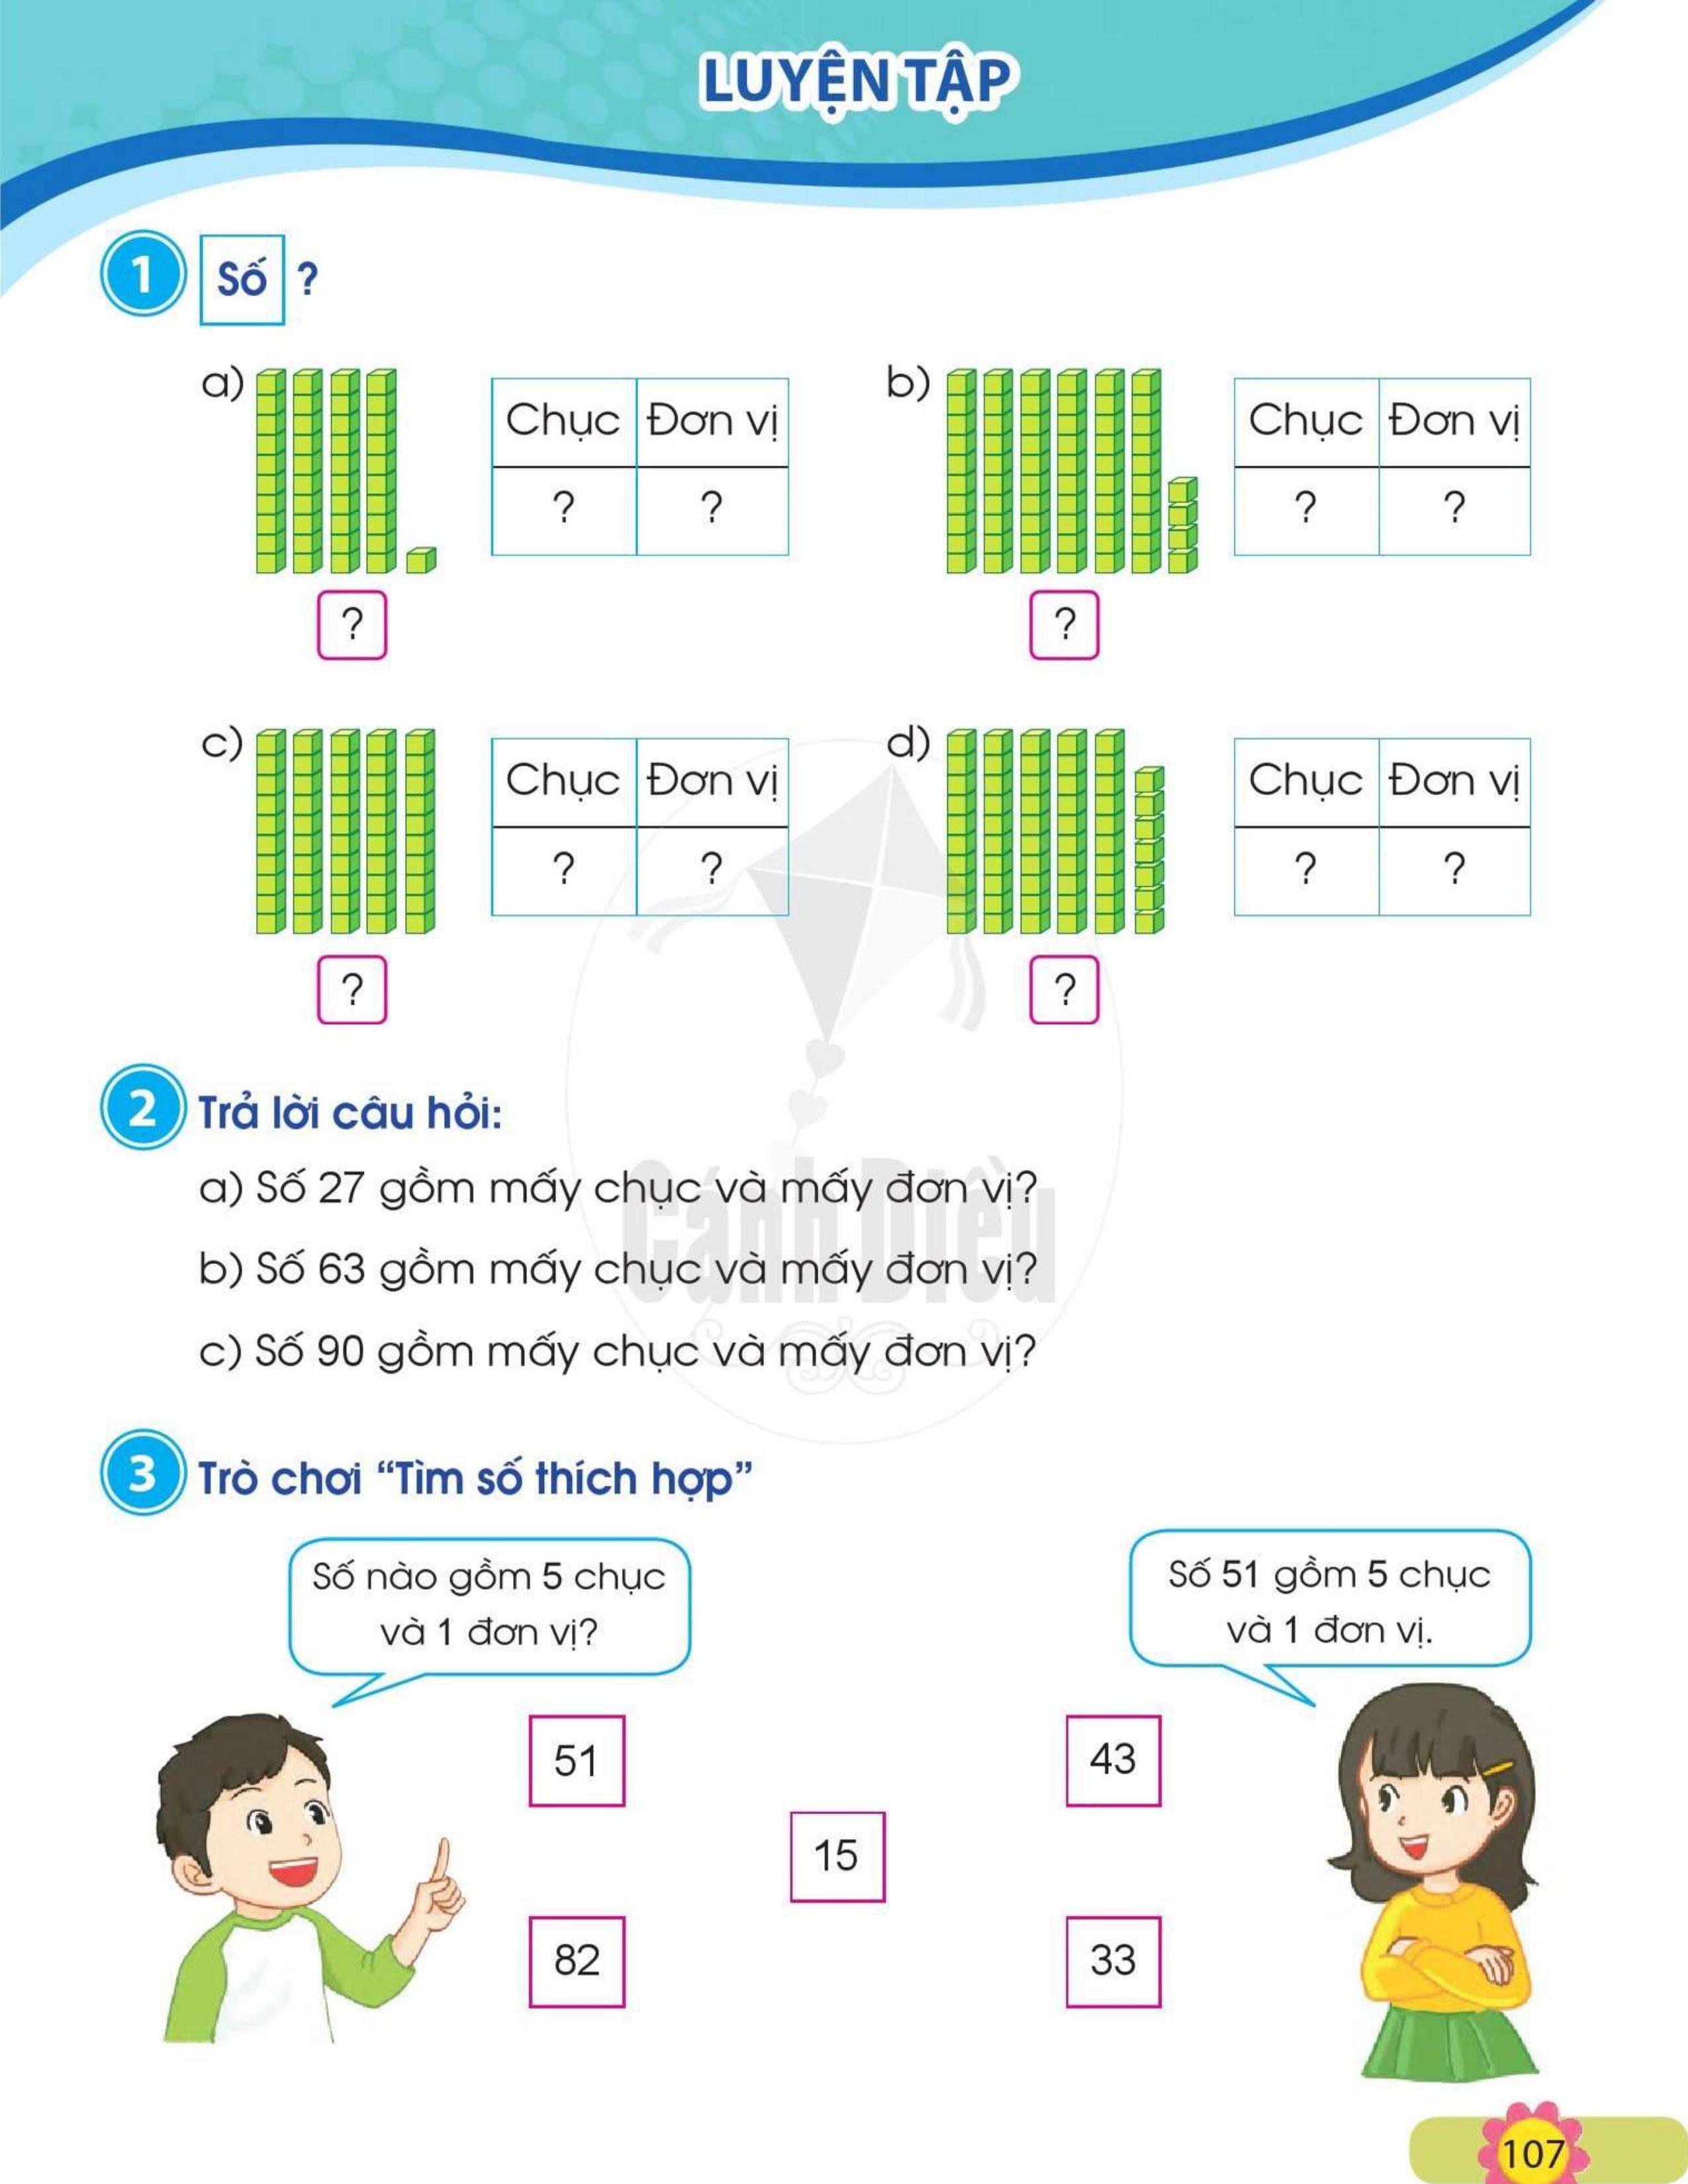 LUYỆN TẬP
1 Số ?
a)
Chục Đơn vị
? ?
?
b)
Chục Đơn vị
? ?
?
c)
Chục Đơn vị
? ?
?
d)
Chục Đơn vị
? ?
?
2 Trả lời câu hỏi:
a) Số 27 gồm mấy chục và mấy đơn vị?
b) Số 63 gồm mấy chục và mấy đơn vị?
c) Số 90 gồm mấy chục và mấy đơn vị?
Cánh Diều
3 Trò chơi “Tìm số thích hợp”
Số nào gồm 5 chục
và 1 đơn vị?
Số 51 gồm 5 chục
và 1 đơn vị.
51
43
15
82
33
107